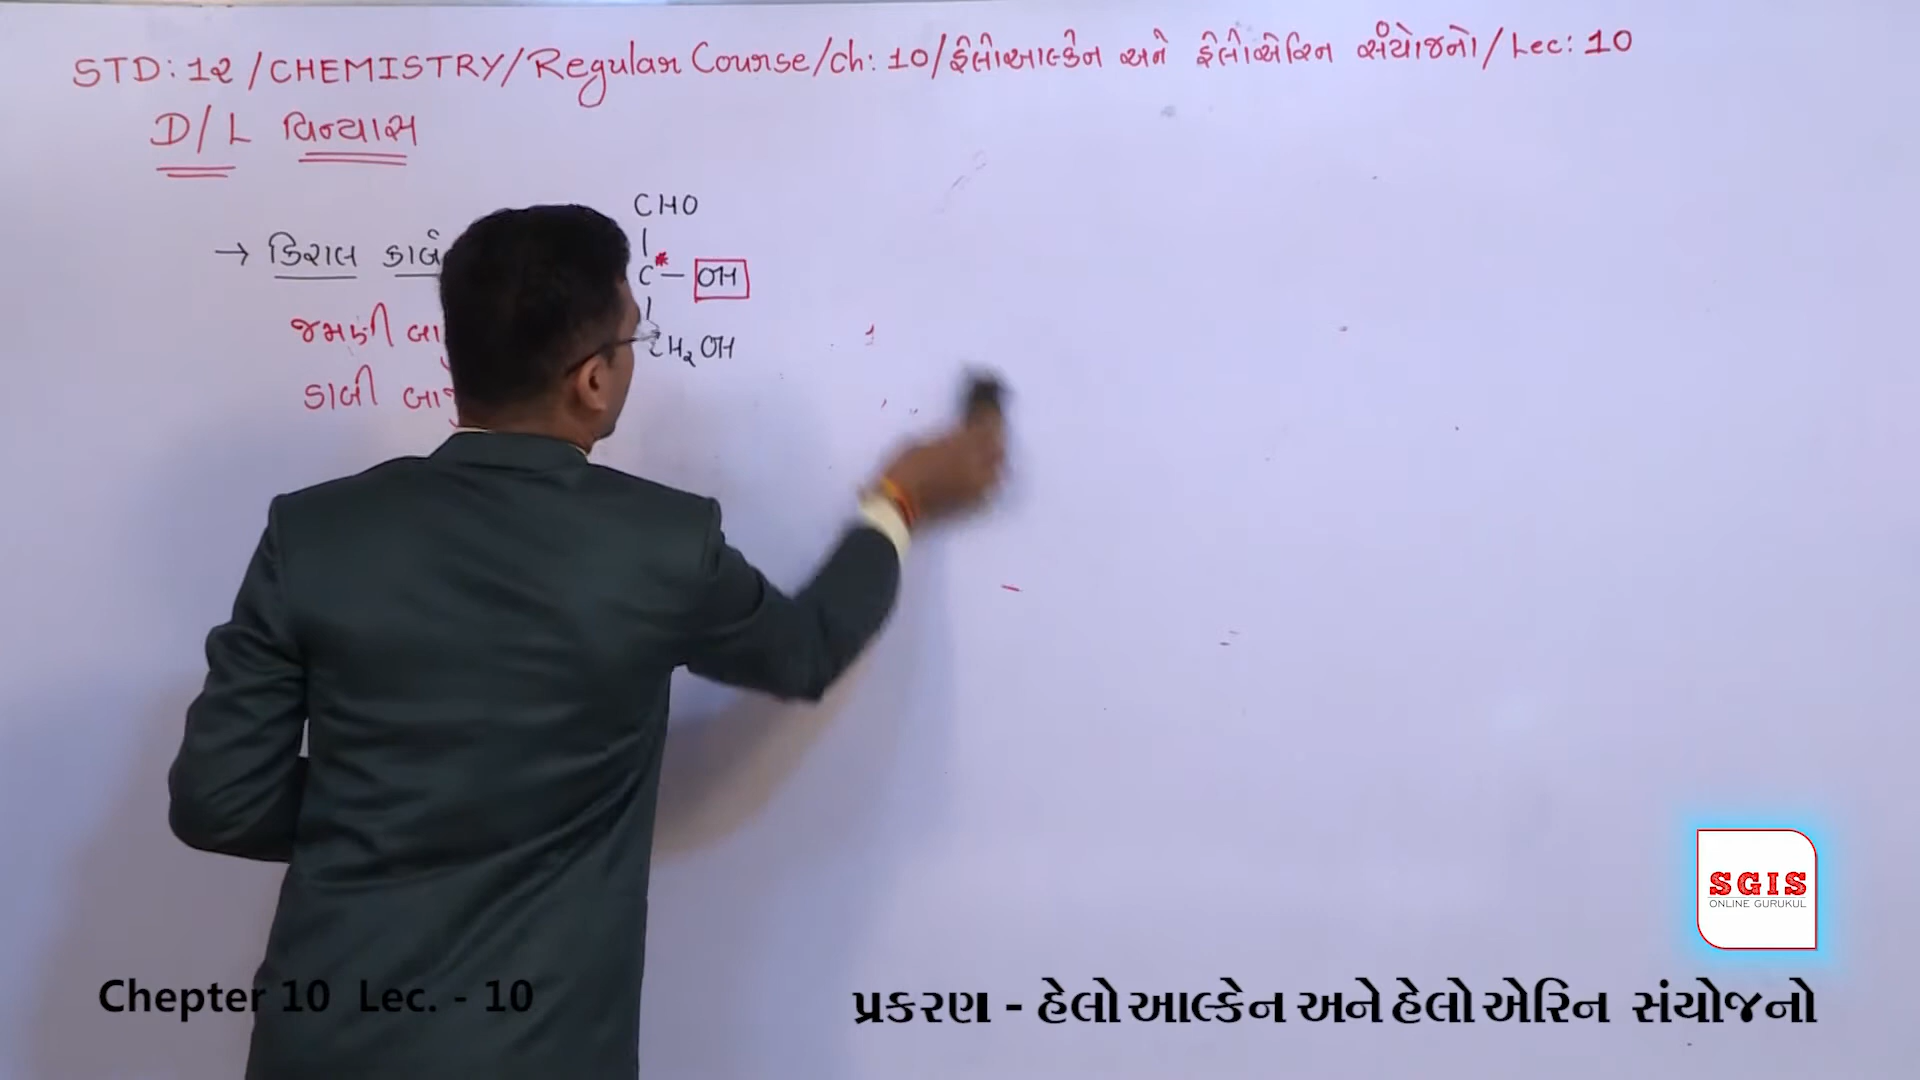 STD: 12 / CHEMISTRY / Regular Course / ch: 10 / હેલોઆલ્કેન અને હેલોએરિન સંયોજનો / Lec: 10
D/L વિન્યાસ
CHO
|
→ કિરાલ
C* — OH
જમણી
|
CH₂OH
ડાબી
SGIS
ONLINE GURUKUL
Chepter 10 Lec. - 10
પ્રકરણ - હેલોઆલ્કેન અને હેલોએરિન સંયોજનો